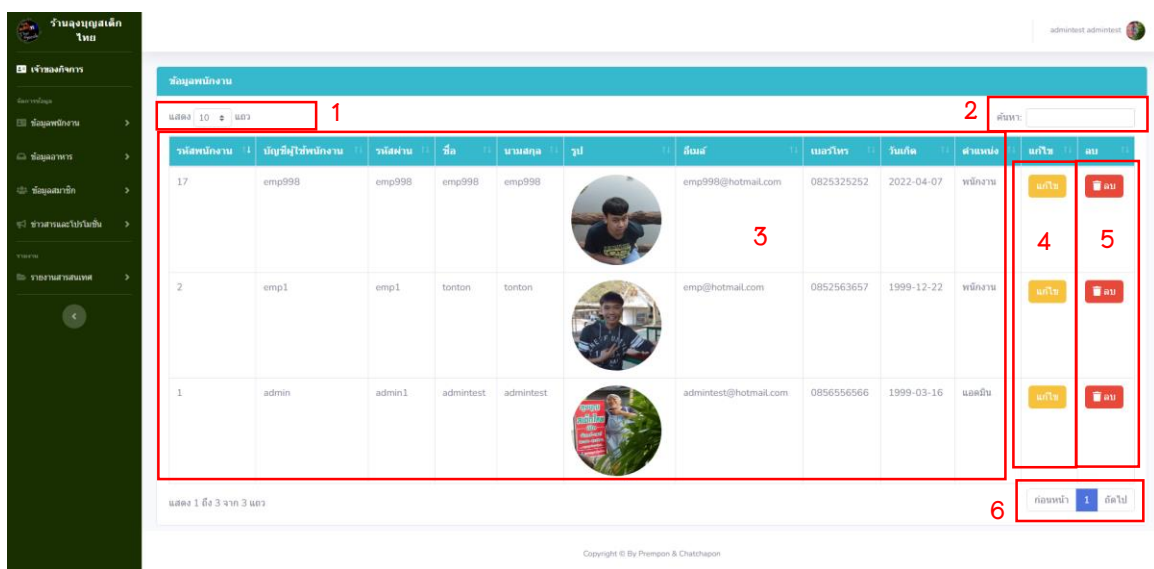 ร้านลุงบุญสเต็ก
ไทย
admintest admintest
เจ้าของกิจการ
จัดการข้อมูล
ข้อมูลพนักงาน
ข้อมูลอาหาร
ข้อมูลสมาชิก
ข่าวสารและโปรโมชั่น
รายงาน
รายงานสารสนเทศ
ข้อมูลพนักงาน
แสดง 10 แถว 1
2 ค้นหา:
รหัสพนักงาน บัญชีผู้ใช้พนักงาน รหัสผ่าน ชื่อ นามสกุล รูป อีเมล์ เบอร์โทร วันเกิด ตำแหน่ง แก้ไข ลบ
17 emp998 emp998 emp998 emp998 emp998@hotmail.com 0825325252 2022-04-07 พนักงาน แก้ไข ลบ
3 4 5
2 emp1 emp1 tonton tonton emp@hotmail.com 0852563657 1999-12-22 พนักงาน แก้ไข ลบ
1 admin admin1 admintest admintest admintest@hotmail.com 0856556566 1999-03-16 แอดมิน แก้ไข ลบ
แสดง 1 ถึง 3 จาก 3 แถว
6 ก่อนหน้า 1 ถัดไป
Copyright © By Prempon & Chatchapon